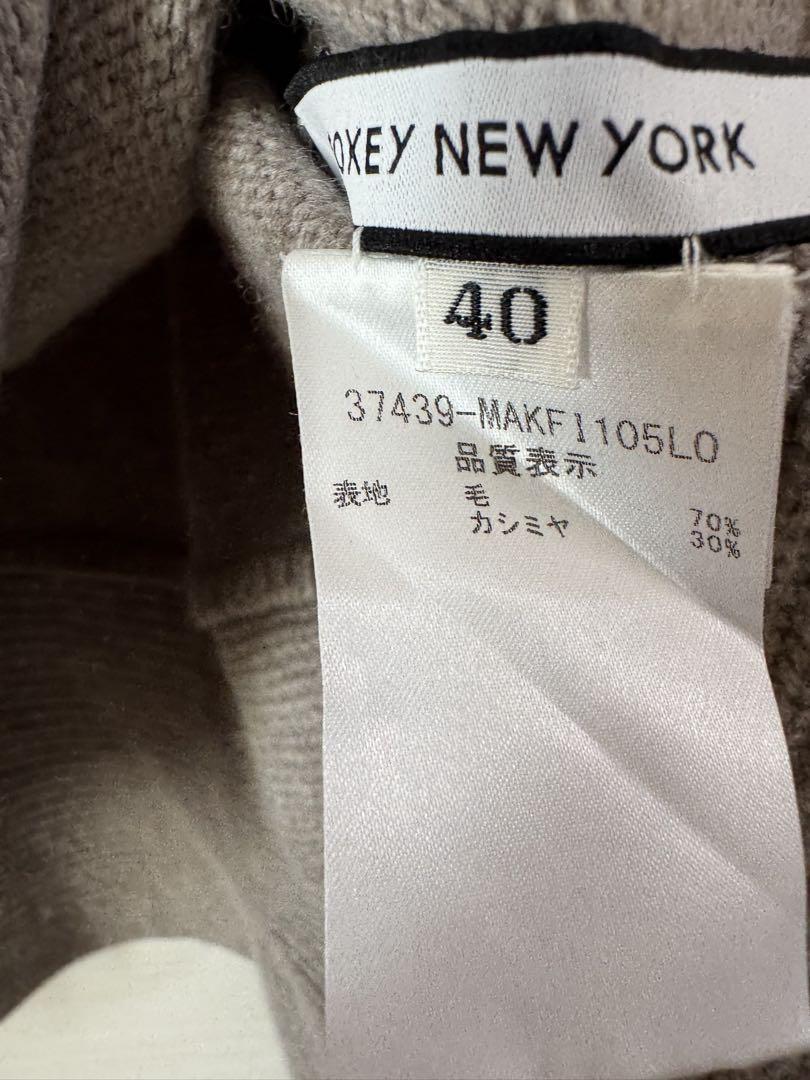 OXEY NEW YORK
40
37439-MAKFI105LO
品質表示
表地 毛 70%
カシミヤ 30%